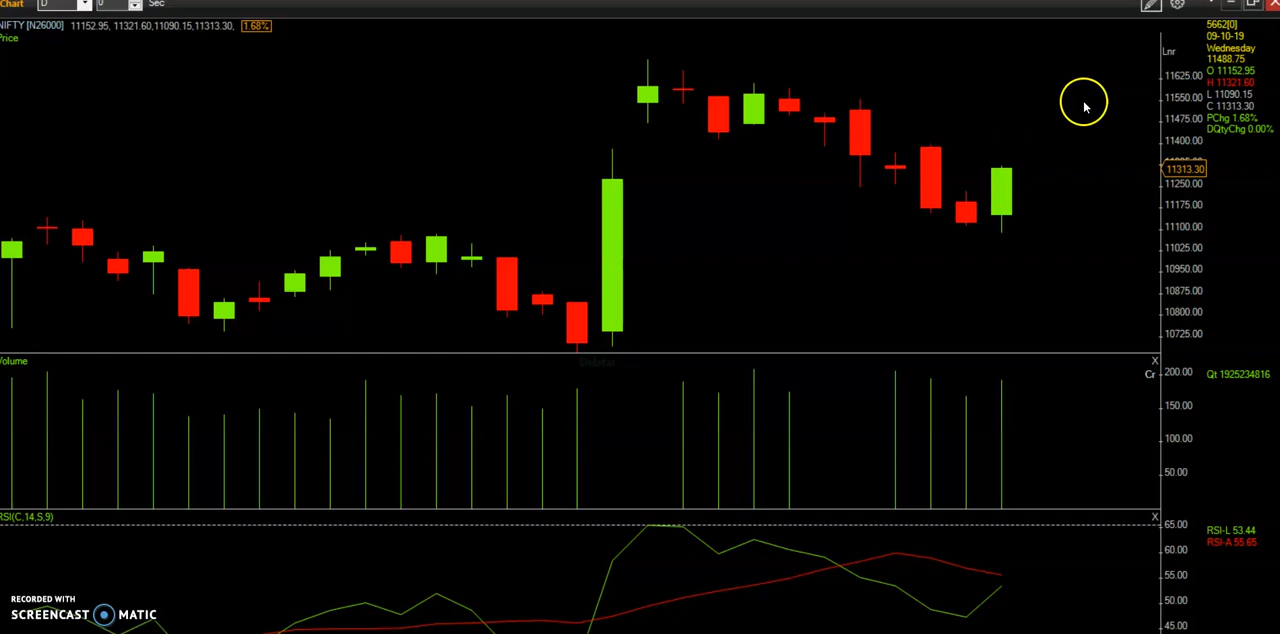 Chart D 0 Sec
NIFTY [N26000] 11152.95, 11321.60,11090.15,11313.30, 1.68%
Price
Lnr
11625.00
11550.00
11475.00
11400.00
11313.30
11250.00
11175.00
11100.00
11025.00
10950.00
10875.00
10800.00
10725.00
5662[0]
09-10-19
Wednesday
11488.75
O 11152.95
H 11321.60
L 11090.15
C 11313.30
PChg 1.68%
DQtyChg 0.00%
Volume
X
Cr
200.00
150.00
100.00
50.00
Qt 1925234816
RSI(C,14,S,9)
X
65.00
60.00
55.00
50.00
45.00
RSI-L 53.44
RSI-A 55.65
RECORDED WITH
SCREENCAST MATIC